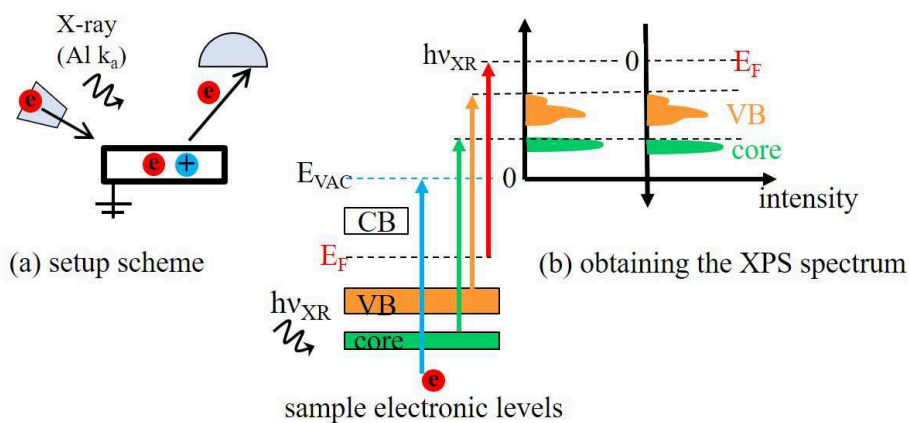 X-ray
(Al kₐ)
e
e
e +
(a) setup scheme
hνXR
0
EF
VB
core
EVAC
0
intensity
CB
EF
(b) obtaining the XPS spectrum
hνXR
VB
core
e
sample electronic levels